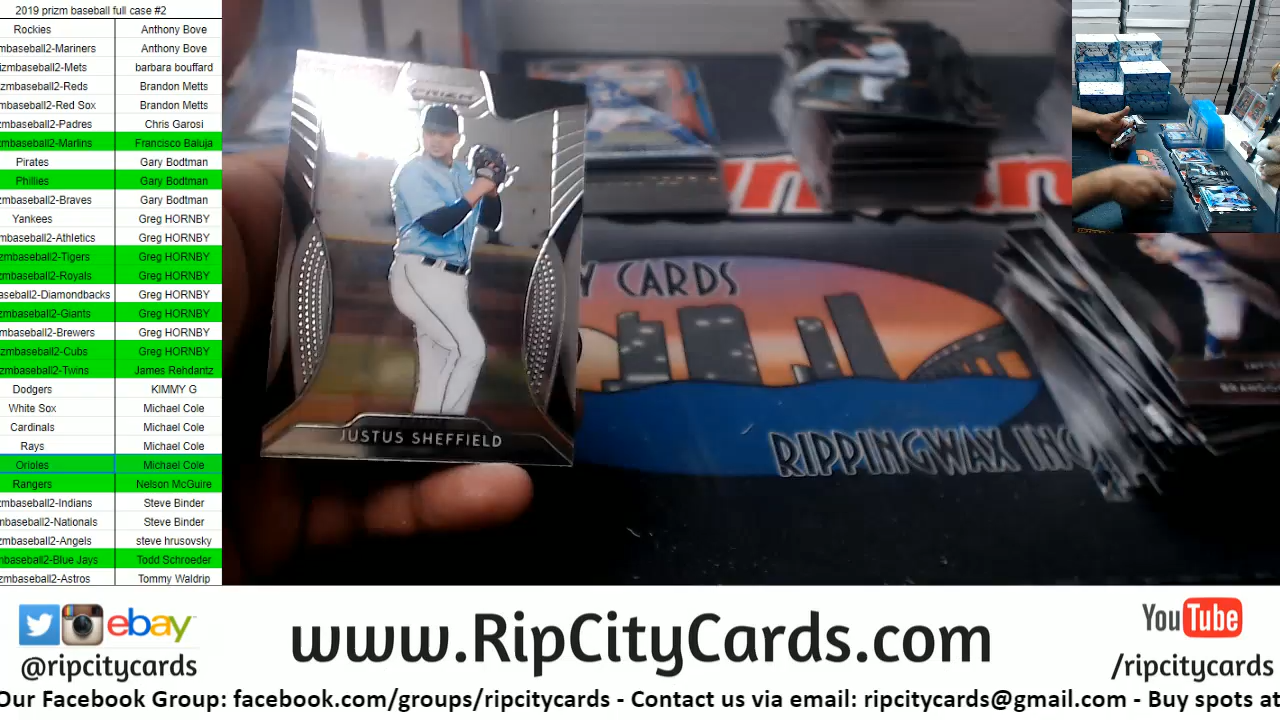 2019 prizm baseball full case #2
Rockies Anthony Bove
mbaseball2-Mariners Anthony Bove
izmbaseball2-Mets barbara bouffard
zmbaseball2-Reds Brandon Metts
mbaseball2-Red Sox Brandon Metts
zmbaseball2-Padres Chris Garosi
zmbaseball2-Marlins Francisco Baluja
Pirates Gary Bodtman
Phillies Gary Bodtman
zmbaseball2-Braves Gary Bodtman
Yankees Greg HORNBY
mbaseball2-Athletics Greg HORNBY
zmbaseball2-Tigers Greg HORNBY
zmbaseball2-Royals Greg HORNBY
aseball2-Diamondbacks Greg HORNBY
zmbaseball2-Giants Greg HORNBY
mbaseball2-Brewers Greg HORNBY
zmbaseball2-Cubs Greg HORNBY
zmbaseball2-Twins James Rehdantz
Dodgers KIMMY G
White Sox Michael Cole
Cardinals Michael Cole
Rays Michael Cole
Orioles Michael Cole
Rangers Nelson McGuire
zmbaseball2-Indians Steve Binder
mbaseball2-Nationals Steve Binder
zmbaseball2-Angels steve hrusovsky
mbaseball2-Blue Jays Todd Schroeder
zmbaseball2-Astros Tommy Waldrip
PRIZM
JUSTUS SHEFFIELD
Y CARDS
RIPPINGWAX INC
ebay
@ripcitycards
www.RipCityCards.com
YouTube
/ripcitycards
Our Facebook Group: facebook.com/groups/ripcitycards - Contact us via email: ripcitycards@gmail.com - Buy spots at